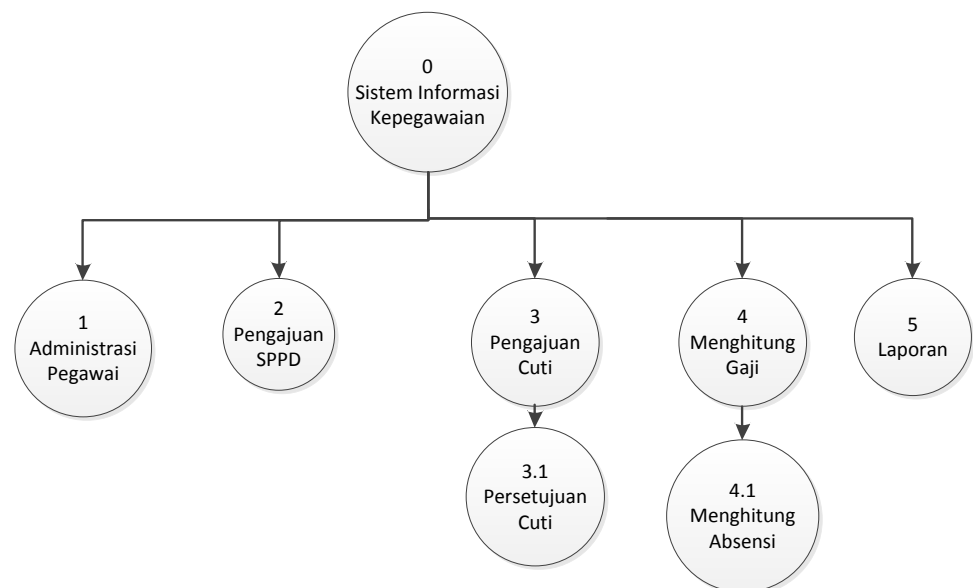 0
Sistem Informasi
Kepegawaian
1
Administrasi
Pegawai
2
Pengajuan
SPPD
3
Pengajuan
Cuti
4
Menghitung
Gaji
5
Laporan
3.1
Persetujuan
Cuti
4.1
Menghitung
Absensi